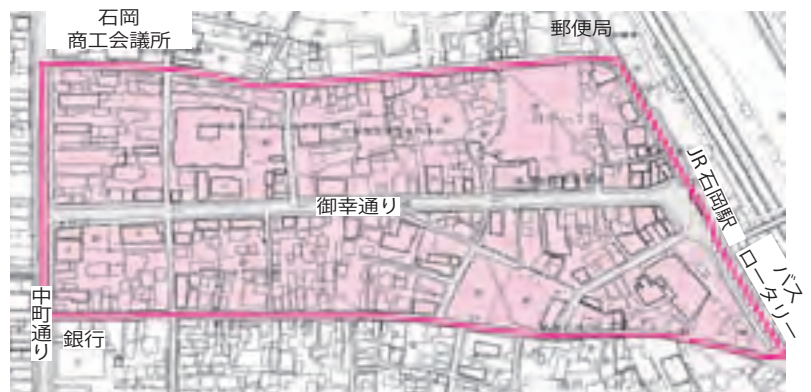 石岡
商工会議所
郵便局
JR石岡駅
御幸通り
バス
ロータリー
中町通り
銀行